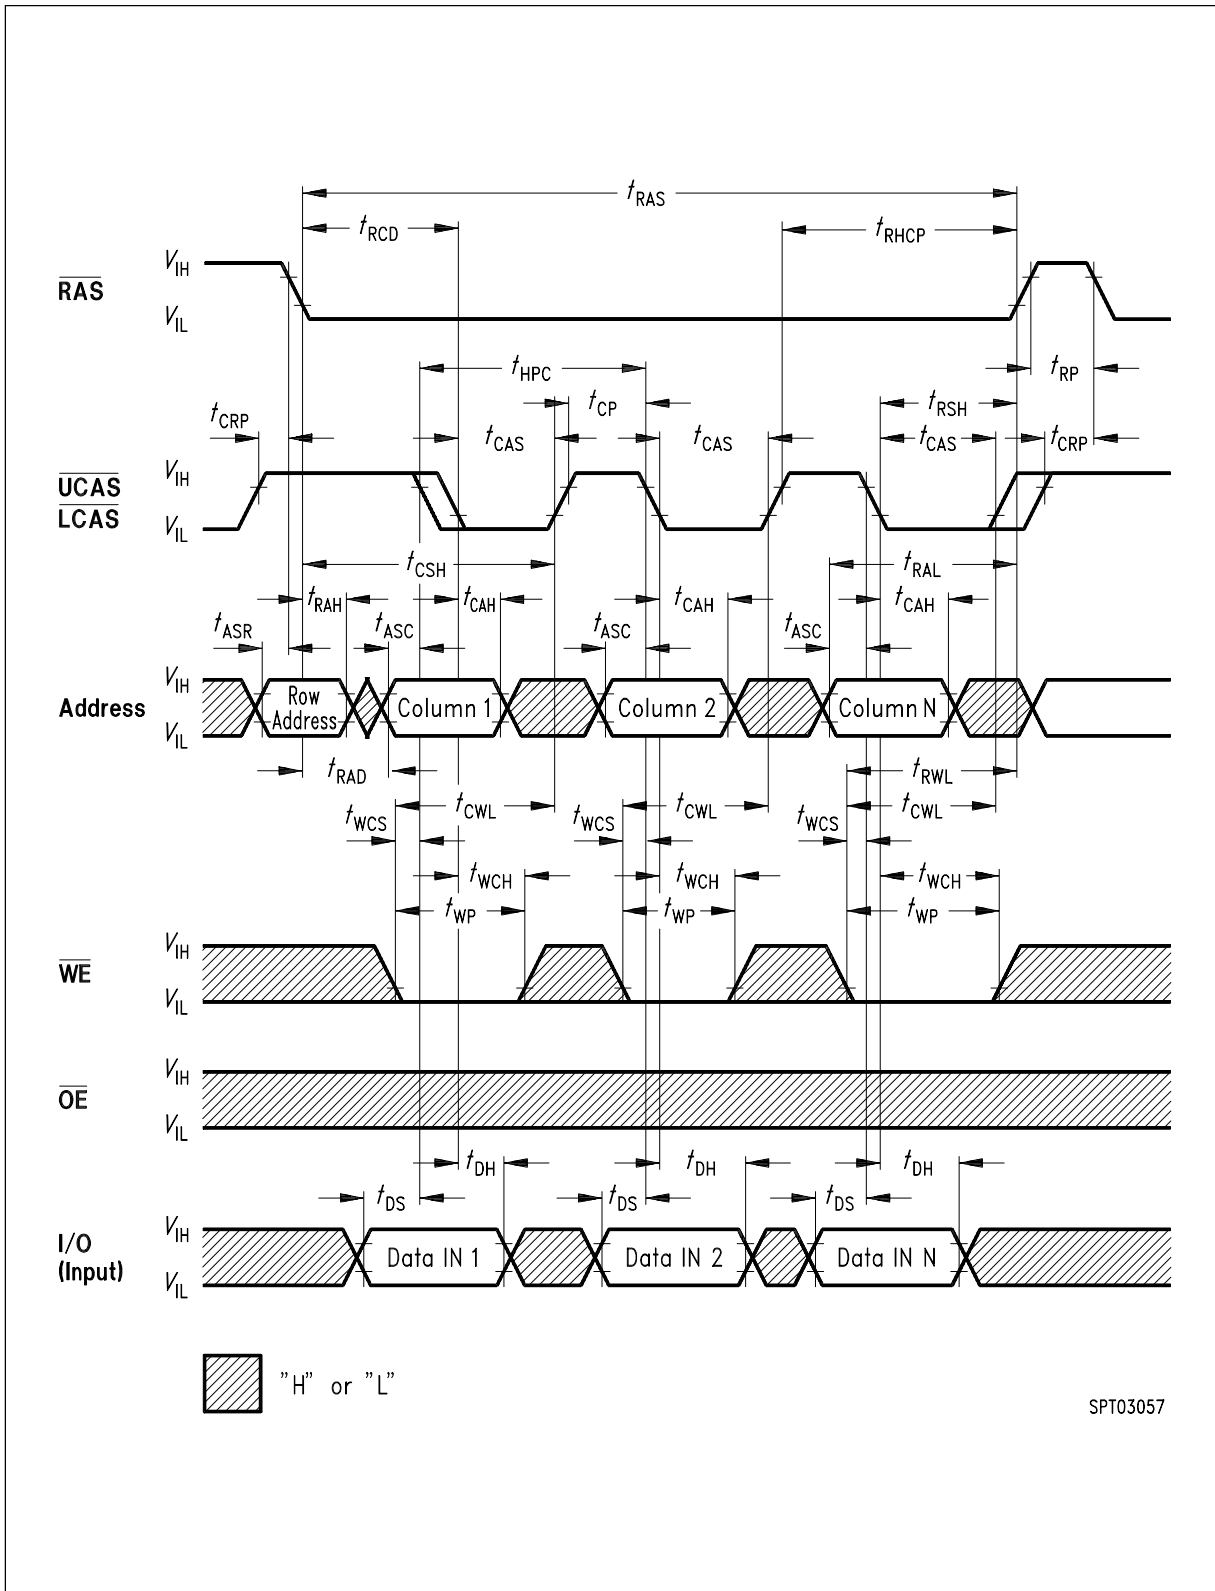 tRAS
tRCD tRHCP
VIH
RAS
VIL
tHPC tRP
tCP tRSH
tCRP tCAS tCAS tCAS tCRP
VIH
UCAS
LCAS
VIL
tCSH tRAL
tRAH tCAH tCAH tCAH
tASR tASC tASC tASC
VIH
Address Row Address Column 1 Column 2 Column N
VIL
tRAD tRWL
tCWL tCWL tCWL
tWCS tWCS tWCS
tWCH tWCH tWCH
tWP tWP tWP
VIH
WE
VIL
VIH
OE
VIL
tDH tDH tDH
tDS tDS tDS
VIH
I/O
(Input) Data IN 1 Data IN 2 Data IN N
VIL
"H" or "L"
SPT03057